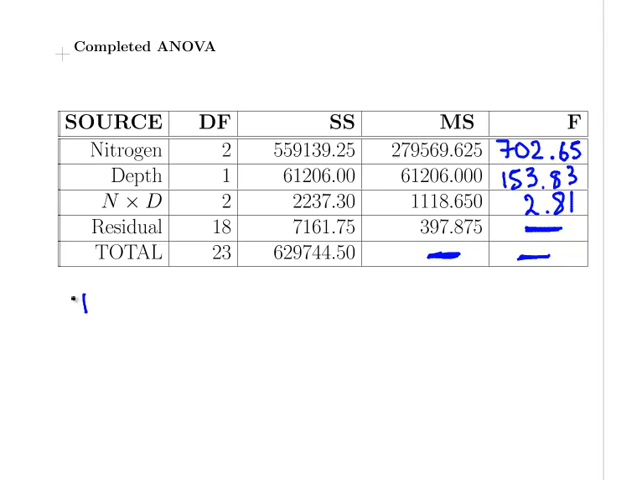 Completed ANOVA
SOURCE DF SS MS F
Nitrogen 2 559139.25 279569.625 702.65
Depth 1 61206.00 61206.000 153.83
N × D 2 2237.30 1118.650 2.81
Residual 18 7161.75 397.875 —
TOTAL 23 629744.50 — —